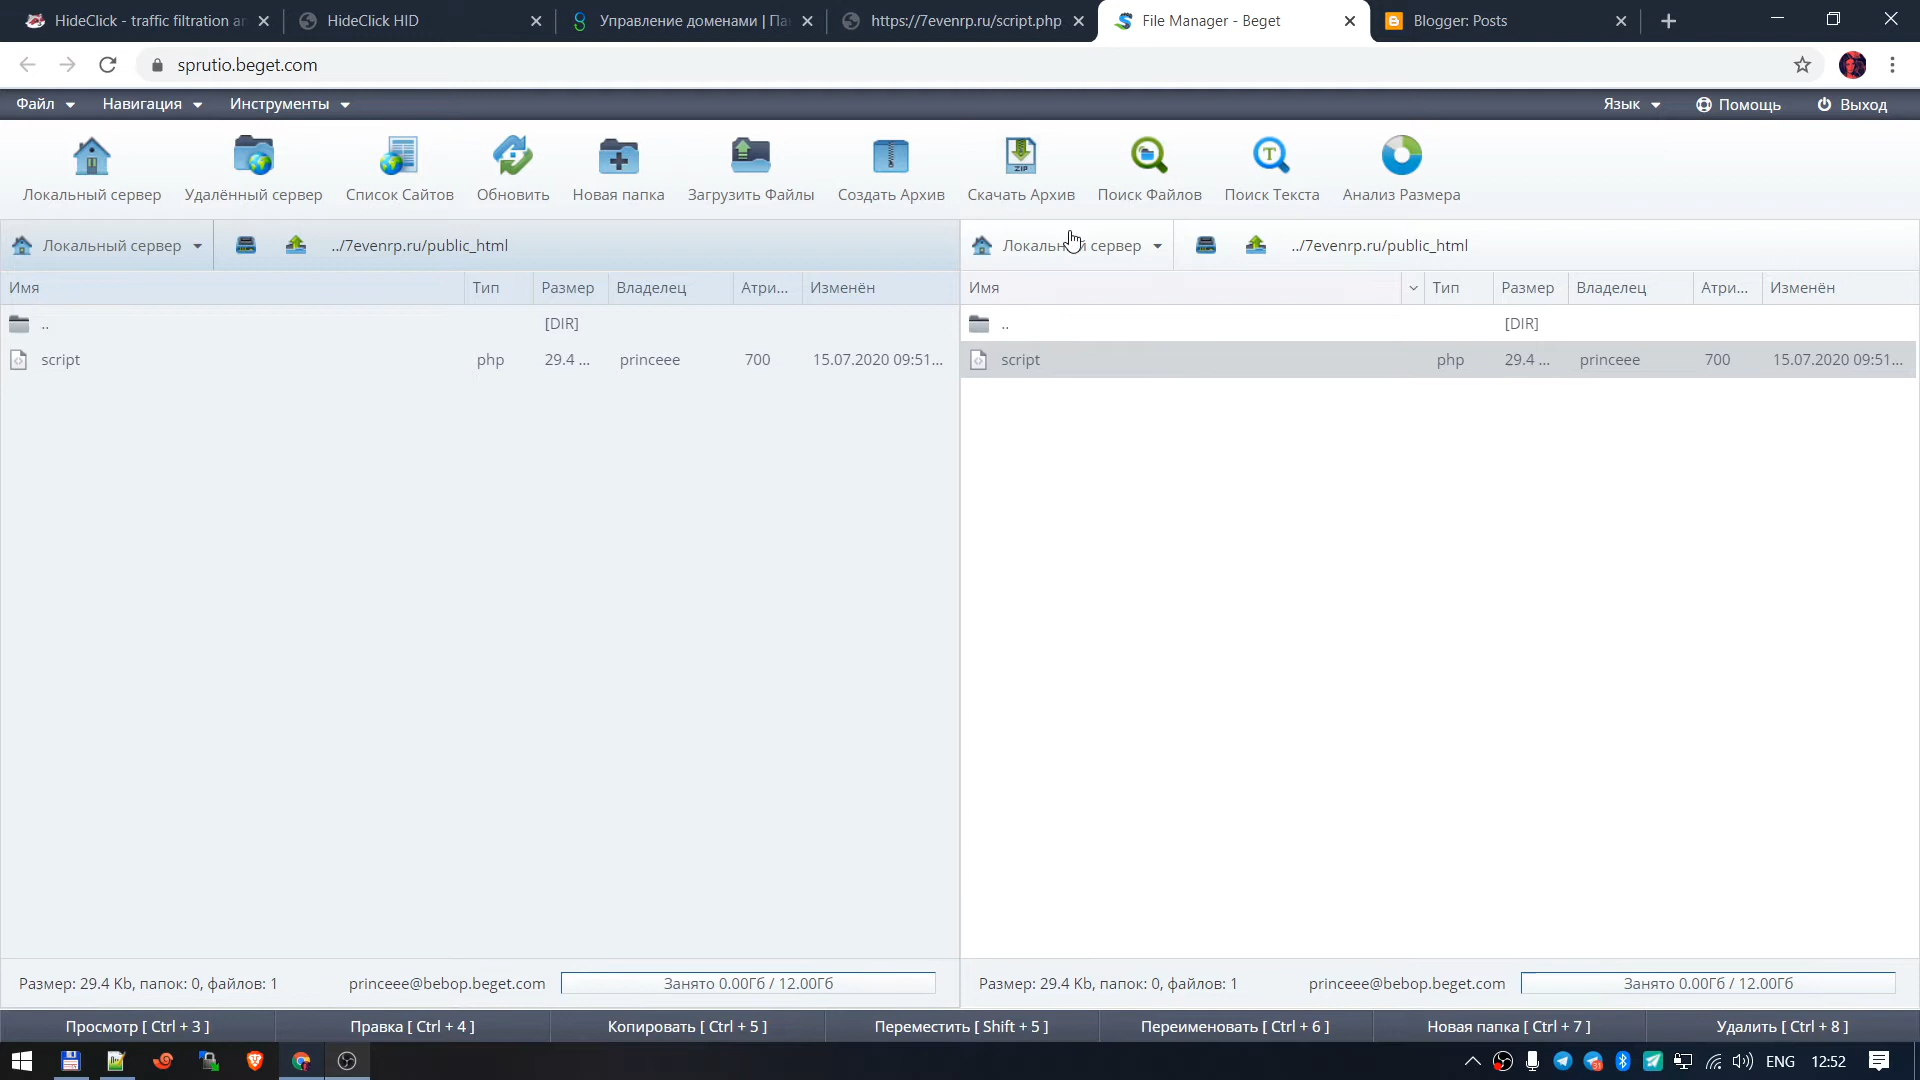 HideClick - traffic filtration a
HideClick HID
Управление доменами | Па
https://7evenrp.ru/script.php
File Manager - Beget
Blogger: Posts
sprutio.beget.com
Файл Навигация Инструменты Язык Помощь Выход
Локальный сервер Удалённый сервер Список Сайтов Обновить Новая папка Загрузить Файлы Создать Архив Скачать Архив Поиск Файлов Поиск Текста Анализ Размера
ZIP
T
Локальный сервер ../7evenrp.ru/public_html
Имя Тип Размер Владелец Атри... Изменён
.. [DIR]
script php 29.4 ... princeee 700 15.07.2020 09:51...
Размер: 29.4 Kb, папок: 0, файлов: 1 princeee@bebop.beget.com Занято 0.00Гб / 12.00Гб
Локальный сервер ../7evenrp.ru/public_html
Имя Тип Размер Владелец Атри... Изменён
.. [DIR]
script php 29.4 ... princeee 700 15.07.2020 09:51...
Размер: 29.4 Kb, папок: 0, файлов: 1 princeee@bebop.beget.com Занято 0.00Гб / 12.00Гб
Просмотр [ Ctrl + 3 ] Правка [ Ctrl + 4 ] Копировать [ Ctrl + 5 ] Переместить [ Shift + 5 ] Переименовать [ Ctrl + 6 ] Новая папка [ Ctrl + 7 ] Удалить [ Ctrl + 8 ]
ENG 12:52